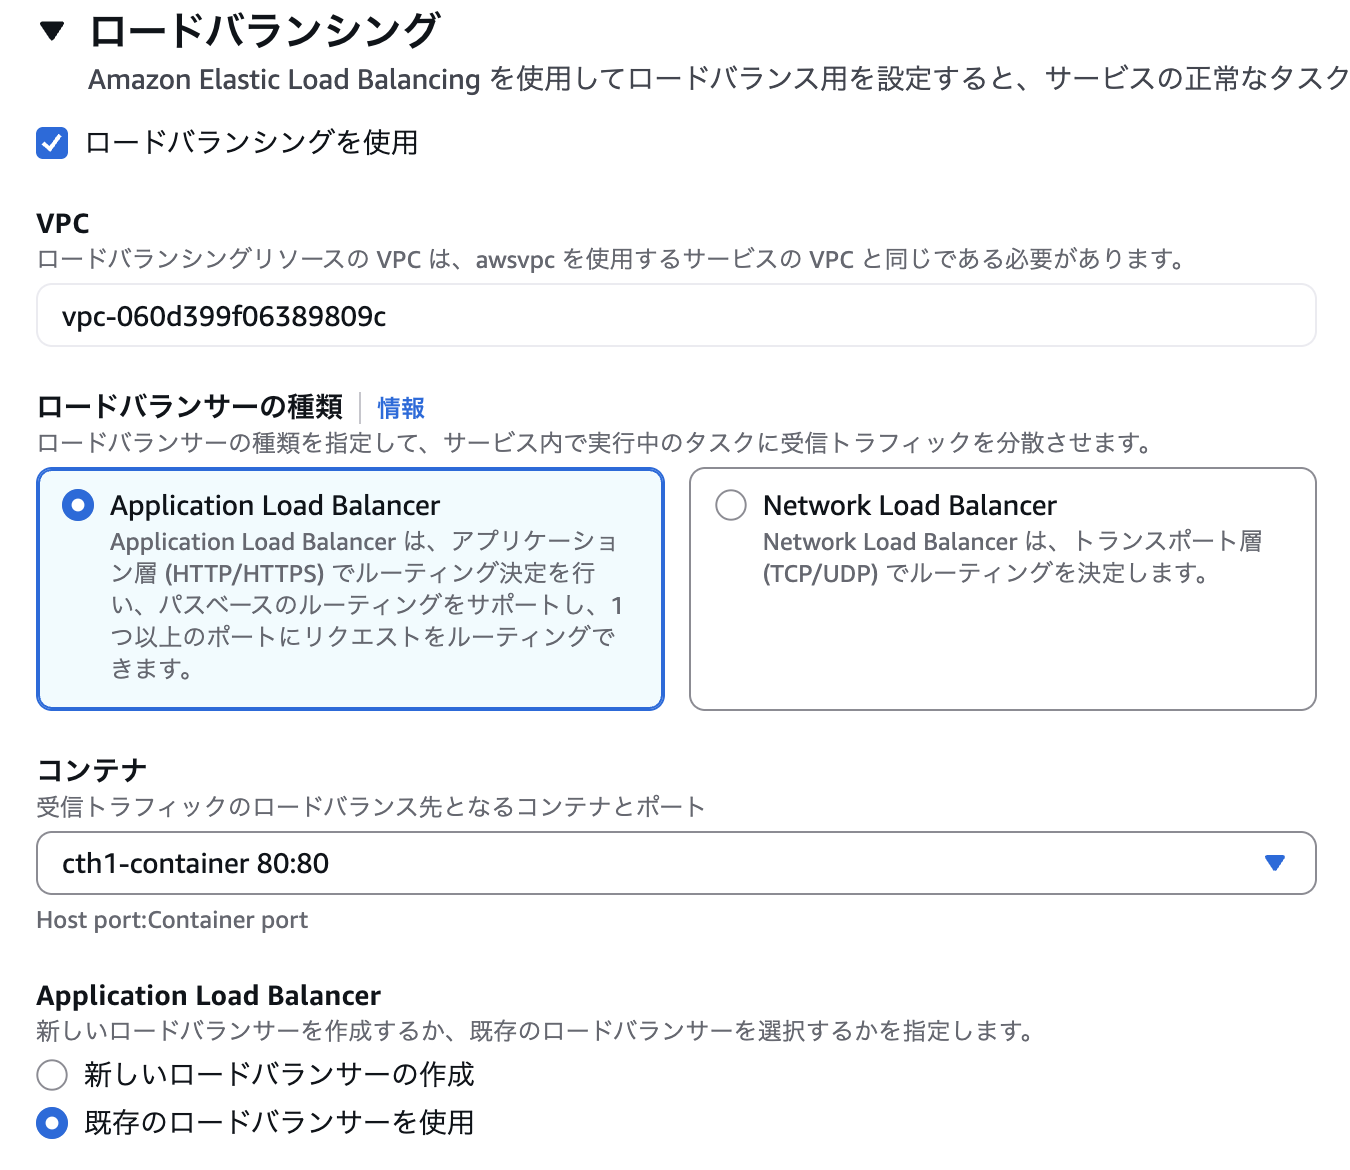 ロードバランシング
Amazon Elastic Load Balancing を使用してロードバランス用を設定すると、サービスの正常なタスク
ロードバランシングを使用
VPC
ロードバランシングリソースの VPC は、awsvpc を使用するサービスの VPC と同じである必要があります。
vpc-060d399f06389809c
ロードバランサーの種類 情報
ロードバランサーの種類を指定して、サービス内で実行中のタスクに受信トラフィックを分散させます。
Application Load Balancer
Application Load Balancer は、アプリケーショ
ン層 (HTTP/HTTPS) でルーティング決定を行
い、パスベースのルーティングをサポートし、1
つ以上のポートにリクエストをルーティングで
きます。
Network Load Balancer
Network Load Balancer は、トランスポート層
(TCP/UDP) でルーティングを決定します。
コンテナ
受信トラフィックのロードバランス先となるコンテナとポート
cth1-container 80:80
Host port:Container port
Application Load Balancer
新しいロードバランサーを作成するか、既存のロードバランサーを選択するかを指定します。
新しいロードバランサーの作成
既存のロードバランサーを使用